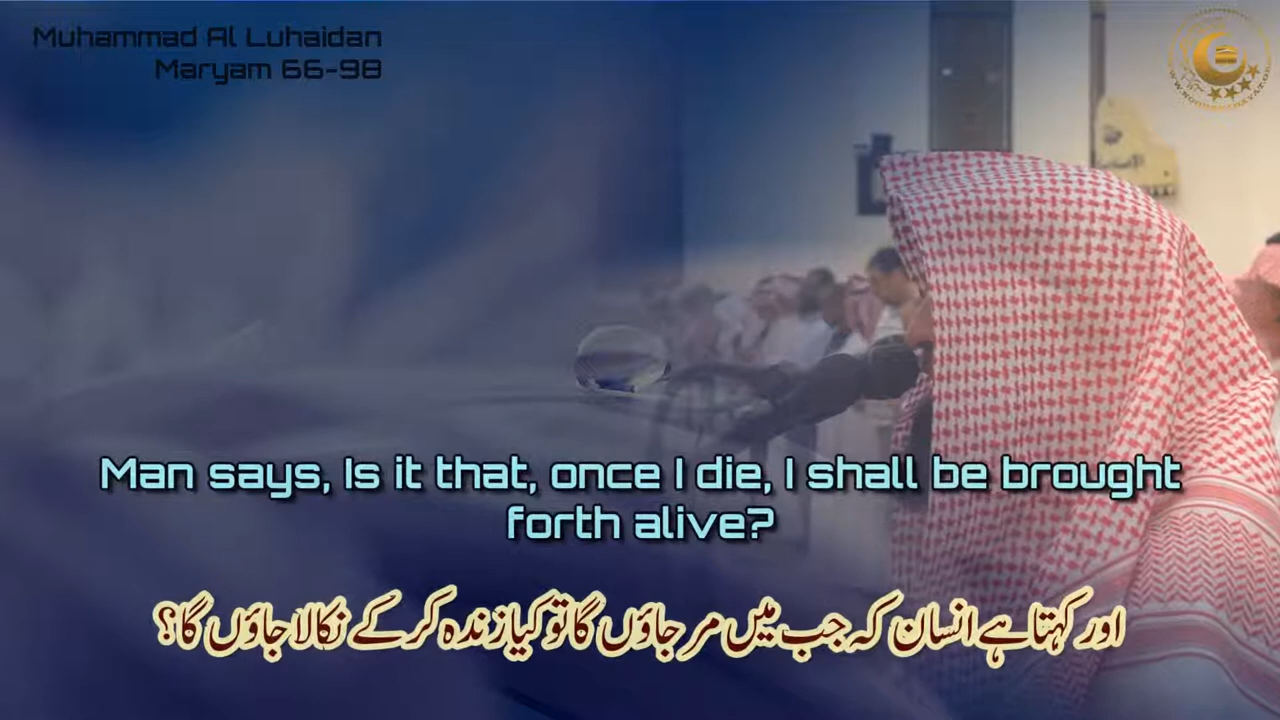 Muhammad Al Luhaidan
Maryam 66-98
Man says, Is it that, once I die, I shall be brought
forth alive?
اور کہتا ہے انسان کہ جب میں مر جاؤں گا تو کیا زندہ کر کے نکالا جاؤں گا؟